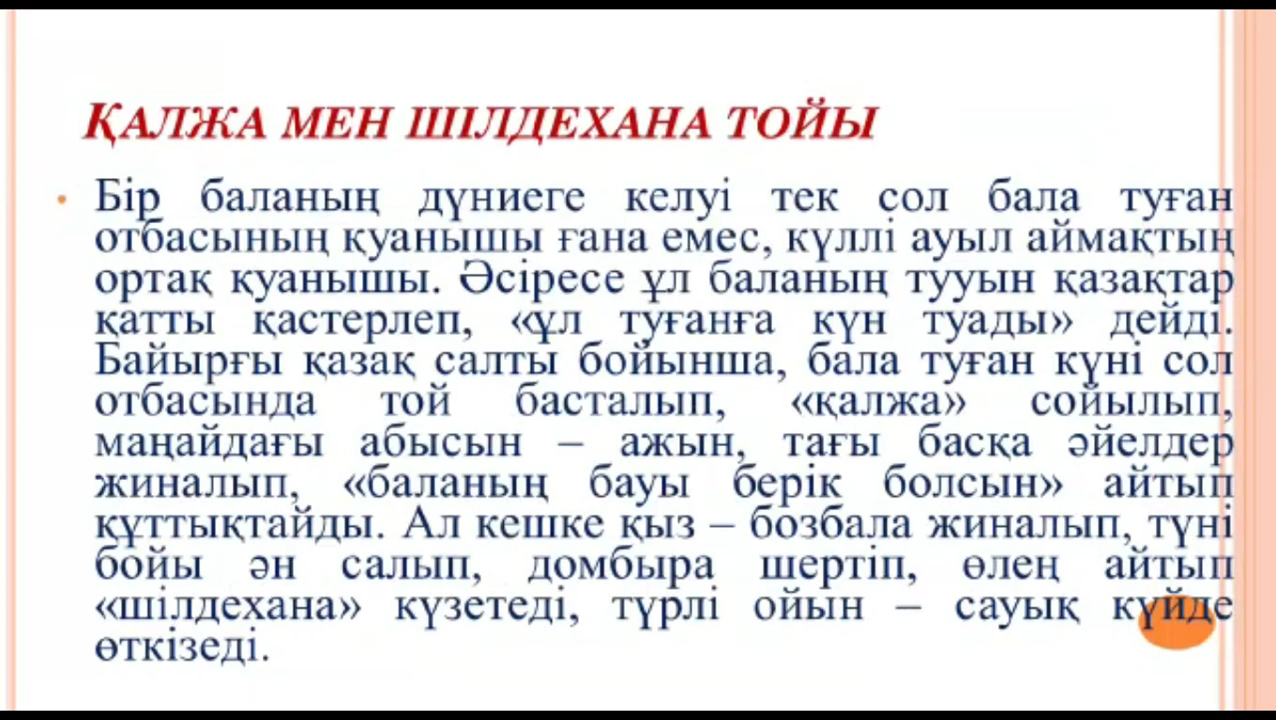 ҚАЛЖА МЕН ШІЛДЕХАНА ТОЙЫ
• Бір баланың дүниеге келуі тек сол бала туған
отбасының қуанышы ғана емес, күллі ауыл аймақтың
ортақ қуанышы. Әсіресе ұл баланың тууын қазақтар
қатты қастерлеп, «ұл туғанға күн туады» дейді.
Байырғы қазақ салты бойынша, бала туған күні сол
отбасында той басталып, «қалжа» сойылып,
маңайдағы абысын – ажын, тағы басқа әйелдер
жиналып, «баланың бауы берік болсын» айтып
құттықтайды. Ал кешке қыз – бозбала жиналып, түні
бойы ән салып, домбыра шертіп, өлең айтып
«шілдехана» күзетеді, түрлі ойын – сауық күйде
өткізеді.